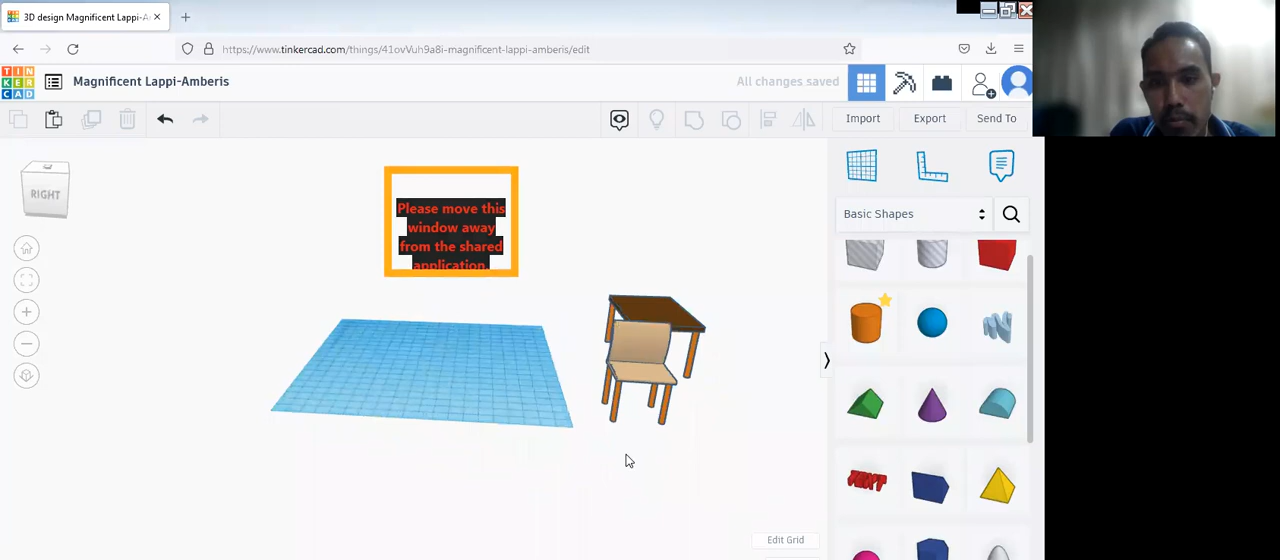 3D design Magnificent Lappi-A
https://www.tinkercad.com/things/41ovVuh9a8i-magnificent-lappi-amberis/edit
TIN
KER
CAD
Magnificent Lappi-Amberis
All changes saved
Import
Export
Send To
RIGHT
Please move this
window away
from the shared
application.
Basic Shapes
TEXT
Edit Grid